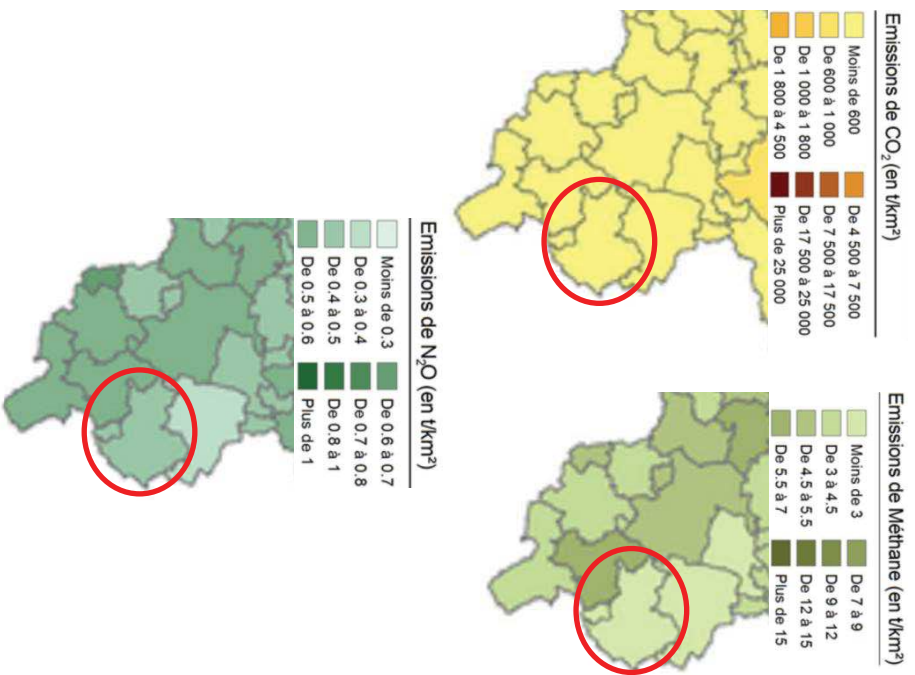 Emissions de CO₂ (en t/km²)
Moins de 600
De 600 à 1 000
De 1 000 à 1 800
De 1 800 à 4 500
De 4 500 à 7 500
De 7 500 à 17 500
De 17 500 à 25 000
Plus de 25 000
Emissions de Méthane (en t/km²)
Moins de 3
De 3 à 4.5
De 4.5 à 5.5
De 5.5 à 7
De 7 à 9
De 9 à 12
De 12 à 15
Plus de 15
Emissions de N₂O (en t/km²)
Moins de 0.3
De 0.3 à 0.4
De 0.4 à 0.5
De 0.5 à 0.6
De 0.6 à 0.7
De 0.7 à 0.8
De 0.8 à 1
Plus de 1